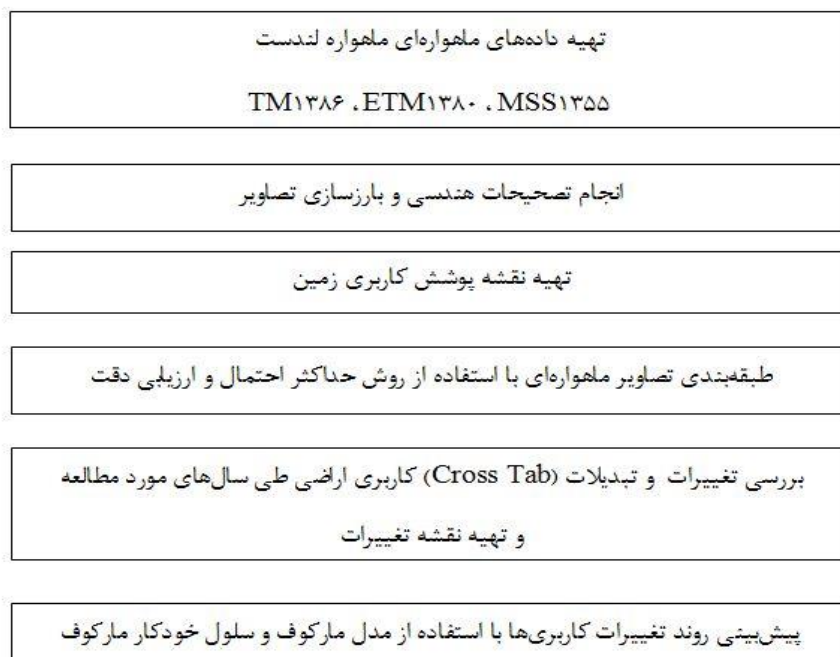 تهیه داده‌های ماهواره‌ای ماهواره لندست
TM۱۳۸۶ ،ETM۱۳۸۰ ، MSS۱۳۵۵
انجام تصحیحات هندسی و بارزسازی تصاویر
تهیه نقشه پوشش کاربری زمین
طبقه‌بندی تصاویر ماهواره‌ای با استفاده از روش حداکثر احتمال و ارزیابی دقت
بررسی تغییرات و تبدیلات (Cross Tab) کاربری اراضی طی سال‌های مورد مطالعه
و تهیه نقشه تغییرات
پیش‌بینی روند تغییرات کاربری‌ها با استفاده از مدل مارکوف و سلول خودکار مارکوف